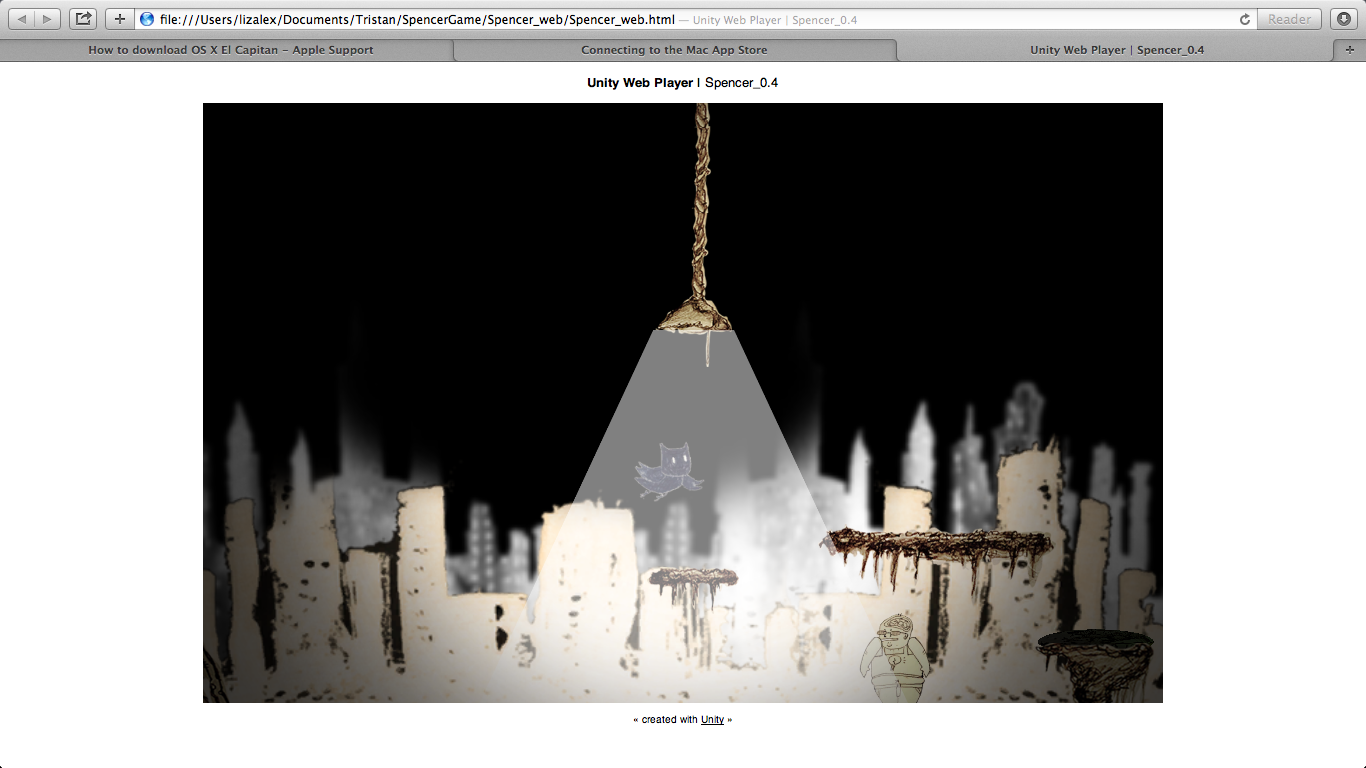 file:///Users/lizalex/Documents/Tristan/SpencerGame/Spencer_web/Spencer_web.html — Unity Web Player | Spencer_0.4
Reader
How to download OS X El Capitan – Apple Support
Connecting to the Mac App Store
Unity Web Player | Spencer_0.4
Unity Web Player | Spencer_0.4
« created with Unity »